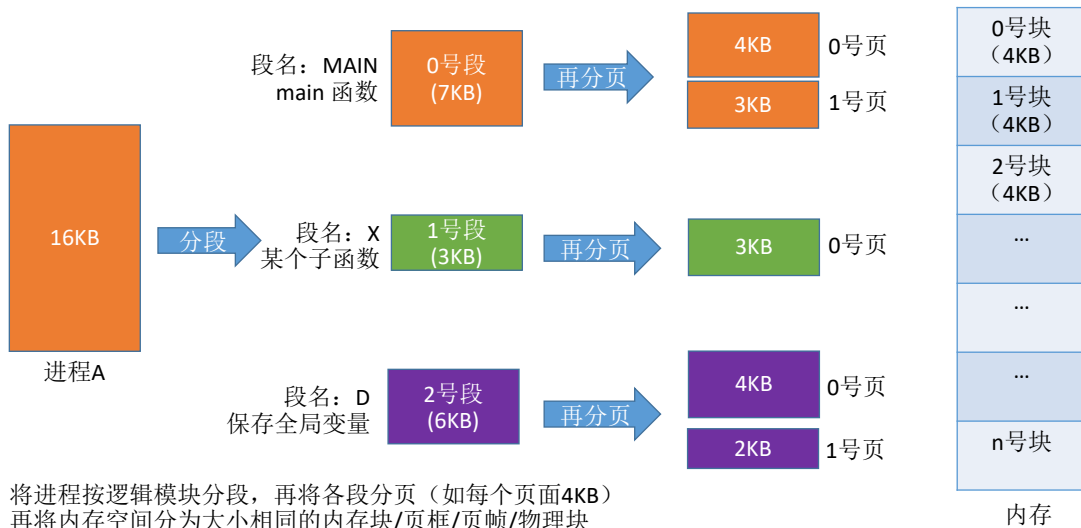 段名：MAIN
main 函数
0号段
(7KB)
再分页
4KB
0号页
3KB
1号页
16KB
进程A
分段
段名：X
某个子函数
1号段
(3KB)
再分页
3KB
0号页
段名：D
保存全局变量
2号段
(6KB)
再分页
4KB
0号页
2KB
1号页
0号块
（4KB）
1号块
（4KB）
2号块
（4KB）
...
...
...
n号块
内存
将进程按逻辑模块分段，再将各段分页（如每个页面4KB）
再将内存空间分为大小相同的内存块/页框/页帧/物理块